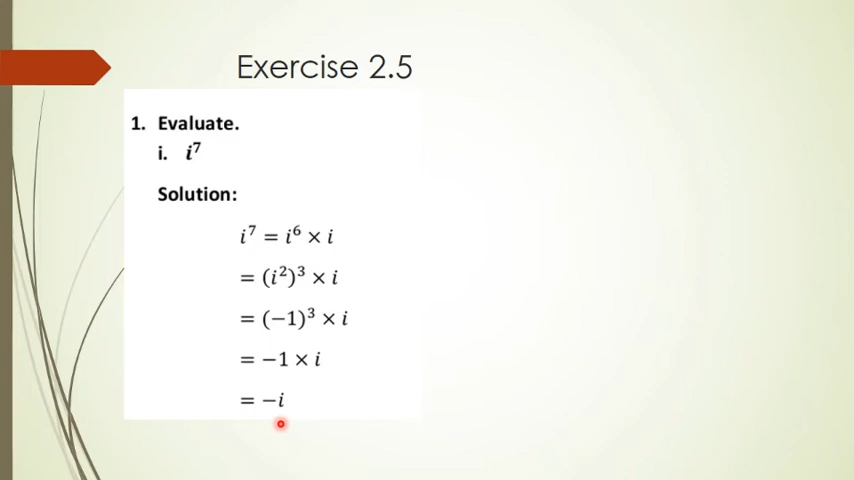 Exercise 2.5
1. Evaluate.
i. i⁷
Solution:
i⁷ = i⁶ × i
= (i²)³ × i
= (−1)³ × i
= −1 × i
= −i